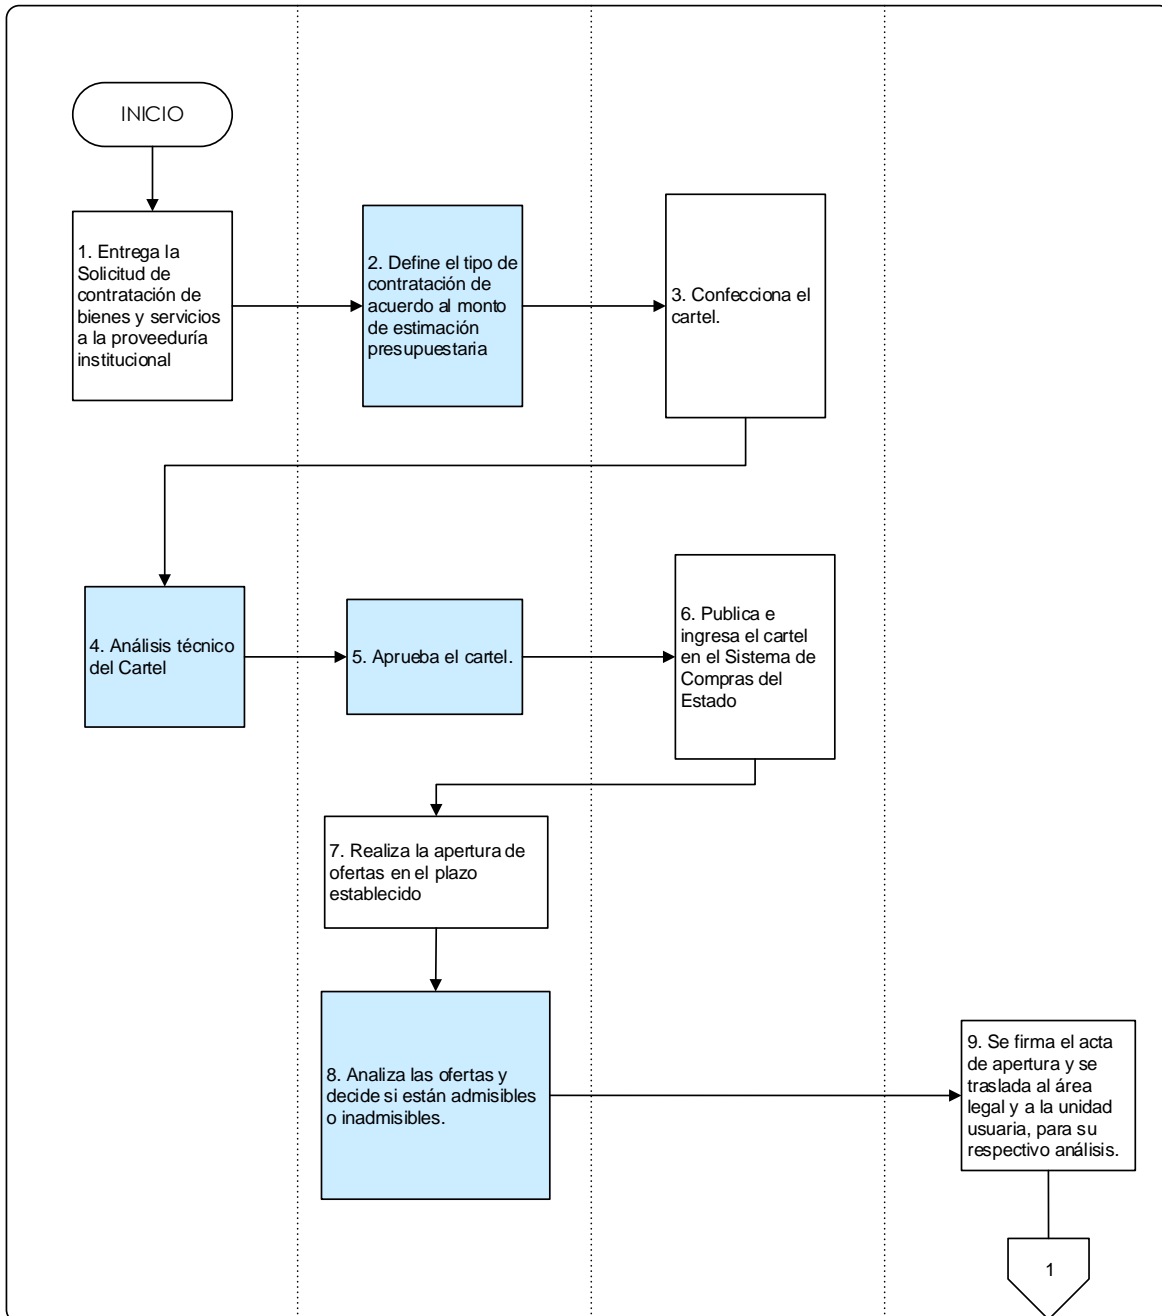 INICIO
1. Entrega la
Solicitud de
contratación de
bienes y servicios
a la proveeduría
institucional
2. Define el tipo de
contratación de
acuerdo al monto
de estimación
presupuestaria
3. Confecciona el
cartel.
4. Análisis técnico
del Cartel
5. Aprueba el cartel.
6. Publica e
ingresa el cartel
en el Sistema de
Compras del
Estado
7. Realiza la apertura de
ofertas en el plazo
establecido
8. Analiza las ofertas y
decide si están admisibles
o inadmisibles.
9. Se firma el acta
de apertura y se
traslada al área
legal y a la unidad
usuaria, para su
respectivo análisis.
1